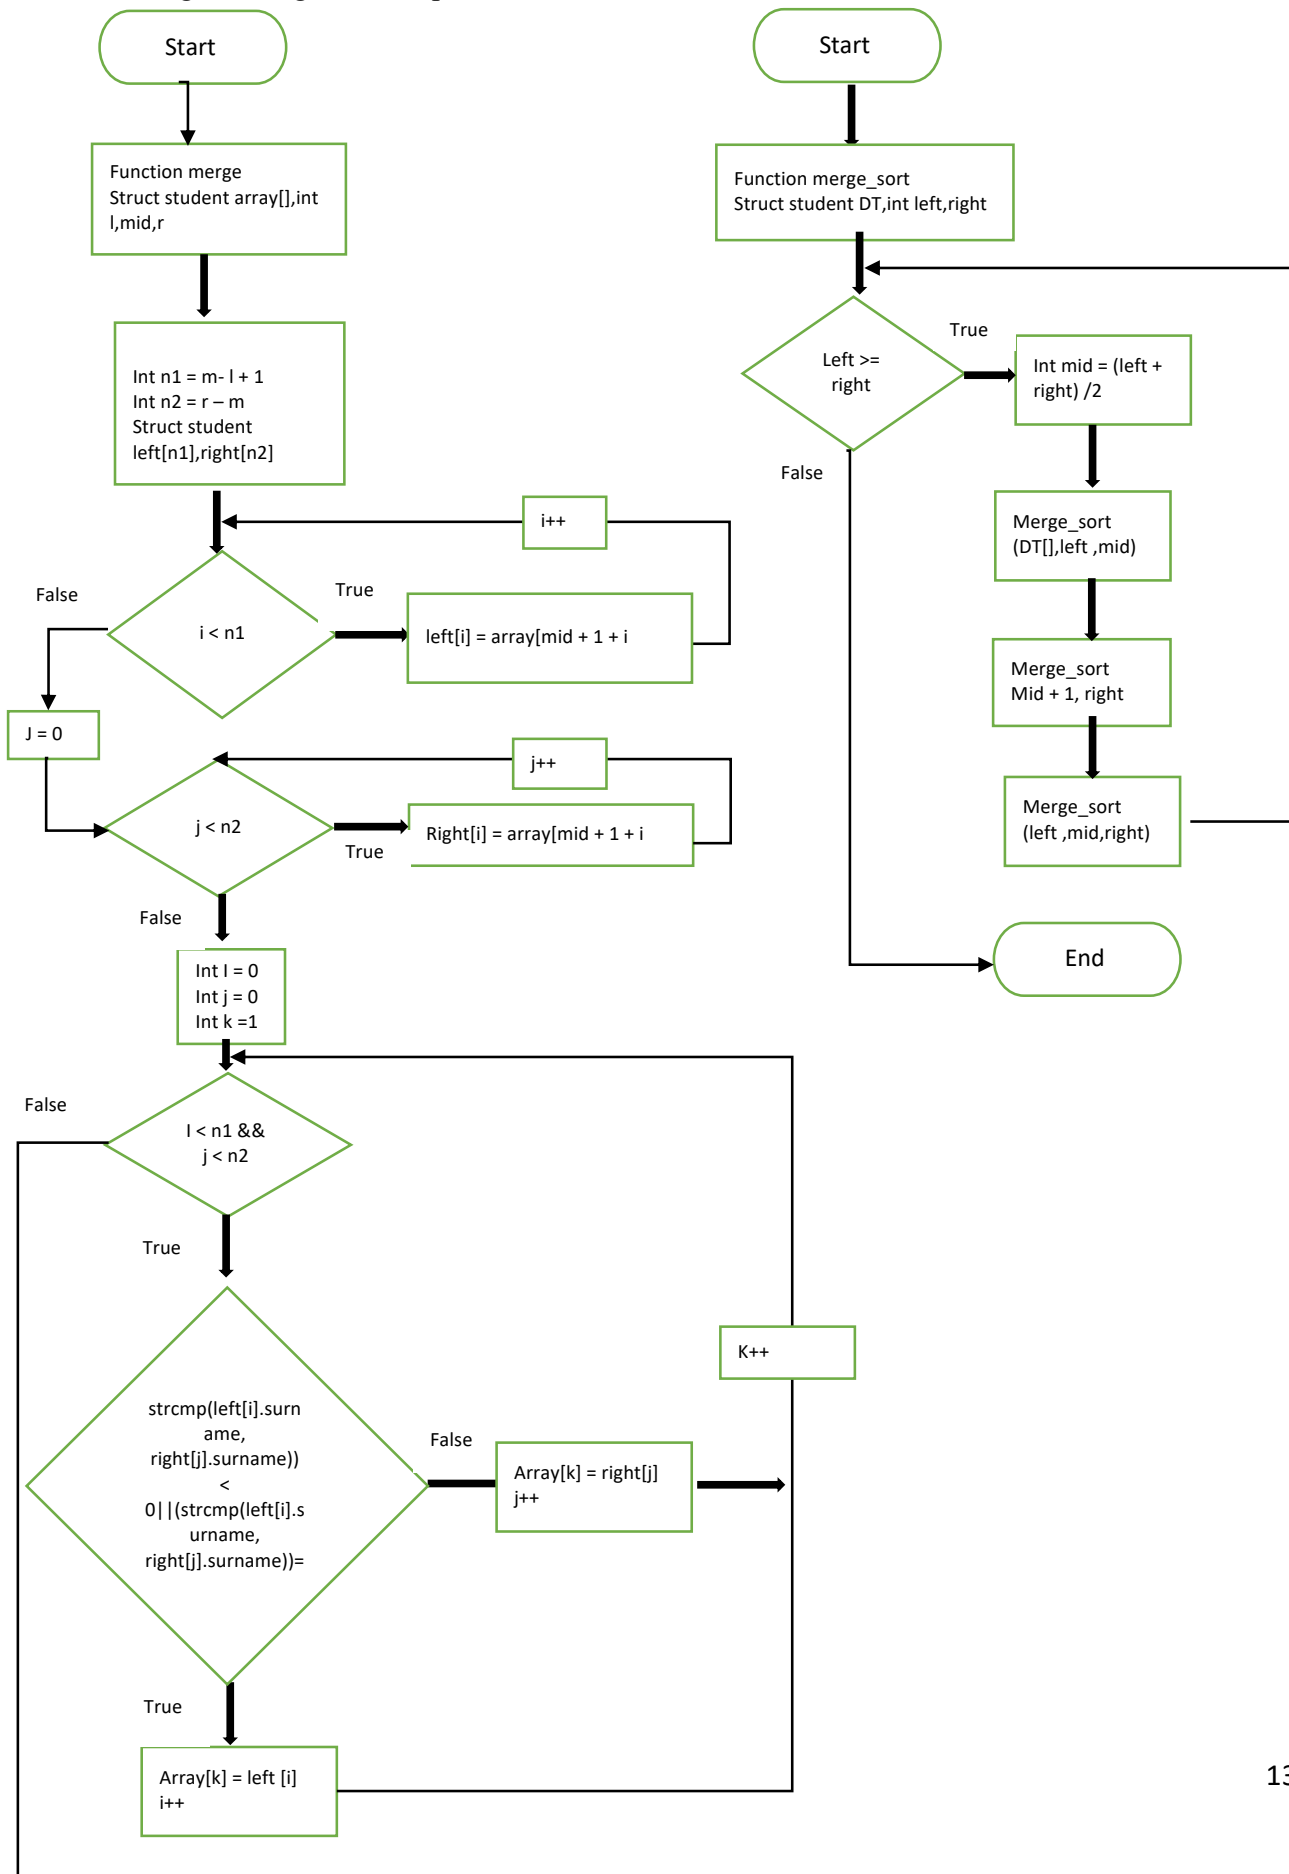 Start
Function merge
Struct student array[],int
l,mid,r
Int n1 = m- l + 1
Int n2 = r – m
Struct student
left[n1],right[n2]
i++
False
True
i < n1
left[i] = array[mid + 1 + i
J = 0
j++
j < n2
True
Right[i] = array[mid + 1 + i
False
Int I = 0
Int j = 0
Int k =1
False
I < n1 &&
j < n2
True
K++
strcmp(left[i].surn
ame,
right[j].surname))
<
0||(strcmp(left[i].s
urname,
right[j].surname))=
False
Array[k] = right[j]
j++
True
Array[k] = left [i]
i++
Start
Function merge_sort
Struct student DT,int left,right
Left >=
right
True
Int mid = (left +
right) /2
False
Merge_sort
(DT[],left ,mid)
Merge_sort
Mid + 1, right
Merge_sort
(left ,mid,right)
End
13